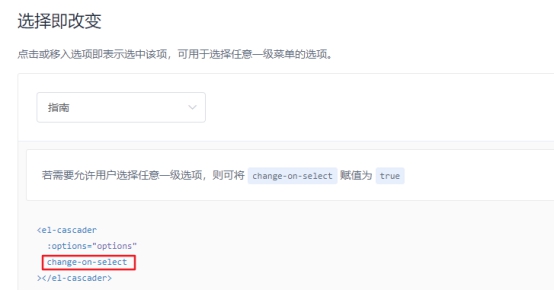 选择即改变
点击或移入选项即表示选中该项，可用于选择任意一级菜单的选项。
指南
若需要允许用户选择任意一级选项，则可将 change-on-select 赋值为 true
<el-cascader
:options="options"
change-on-select
></el-cascader>